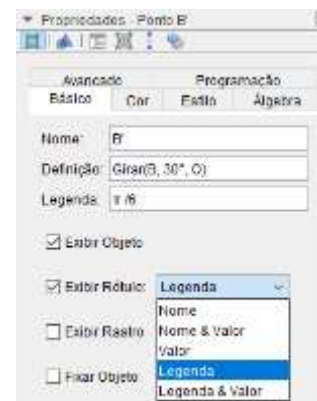 Propriedades - Ponto B'
Avançado Programação
Básico Cor Estilo Álgebra
Nome: B'
Definição: Girar(B, 30°, O)
Legenda: π /6
Exibir Objeto
Exibir Rótulo: Legenda
Nome
Exibir Rastro Nome & Valor
Valor
Legenda
Fixar Objeto
Legenda & Valor